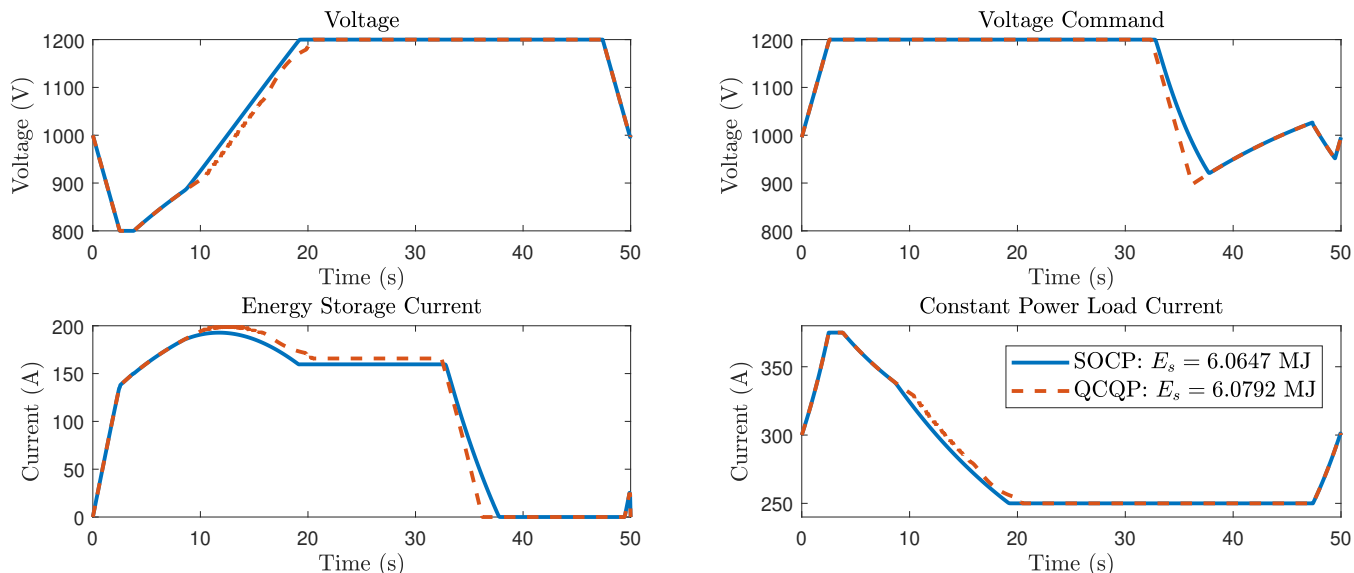 Voltage
Voltage (V)
1200
1100
1000
900
800
0 10 20 30 40 50
Time (s)
Voltage Command
Voltage (V)
1200
1100
1000
900
800
0 10 20 30 40 50
Time (s)
Energy Storage Current
Current (A)
200
150
100
50
0
0 10 20 30 40 50
Time (s)
Constant Power Load Current
Current (A)
350
300
250
SOCP: E_s = 6.0647 MJ
QCQP: E_s = 6.0792 MJ
0 10 20 30 40 50
Time (s)